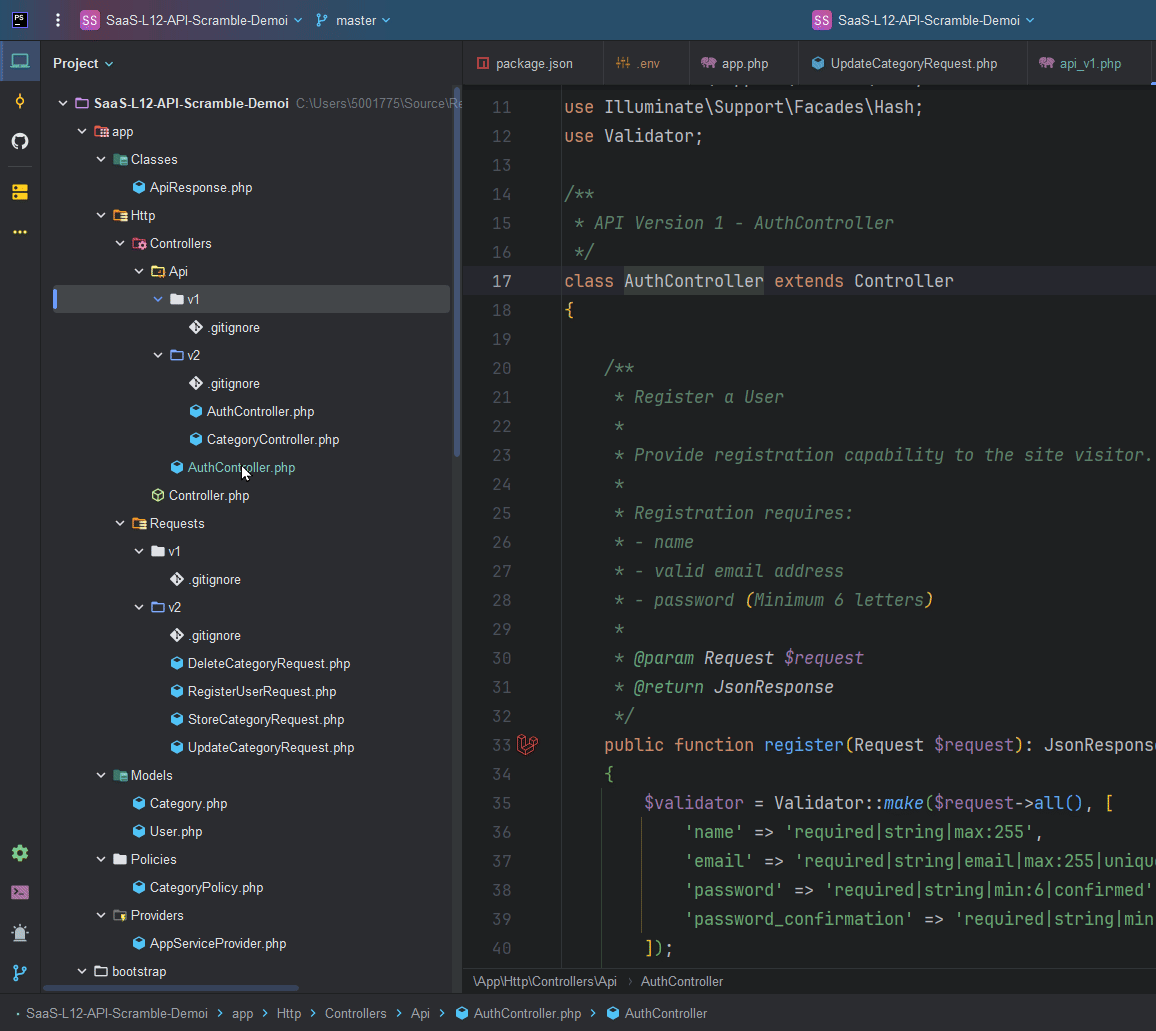 PS SS SaaS-L12-API-Scramble-Demoi master SS SaaS-L12-API-Scramble-Demoi
Project
package.json .env app.php UpdateCategoryRequest.php api_v1.php
SaaS-L12-API-Scramble-Demoi C:\Users\5001775\Source\Re
app
Classes
ApiResponse.php
Http
Controllers
Api
v1
.gitignore
v2
.gitignore
AuthController.php
CategoryController.php
AuthController.php
Controller.php
Requests
v1
.gitignore
v2
.gitignore
DeleteCategoryRequest.php
RegisterUserRequest.php
StoreCategoryRequest.php
UpdateCategoryRequest.php
Models
Category.php
User.php
Policies
CategoryPolicy.php
Providers
AppServiceProvider.php
bootstrap
11 use Illuminate\Support\Facades\Hash;
12 use Validator;
13
14 /**
15 * API Version 1 - AuthController
16 */
17 class AuthController extends Controller
18 {
19
20 /**
21 * Register a User
22 *
23 * Provide registration capability to the site visitor.
24 *
25 * Registration requires:
26 * - name
27 * - valid email address
28 * - password (Minimum 6 letters)
29 *
30 * @param Request $request
31 * @return JsonResponse
32 */
33 public function register(Request $request): JsonResponse
34 {
35 $validator = Validator::make($request->all(), [
36 'name' => 'required|string|max:255',
37 'email' => 'required|string|email|max:255|unique
38 'password' => 'required|string|min:6|confirmed'
39 'password_confirmation' => 'required|string|min
40 ]);
\App\Http\Controllers\Api › AuthController
SaaS-L12-API-Scramble-Demoi > app > Http > Controllers > Api > AuthController.php > AuthController